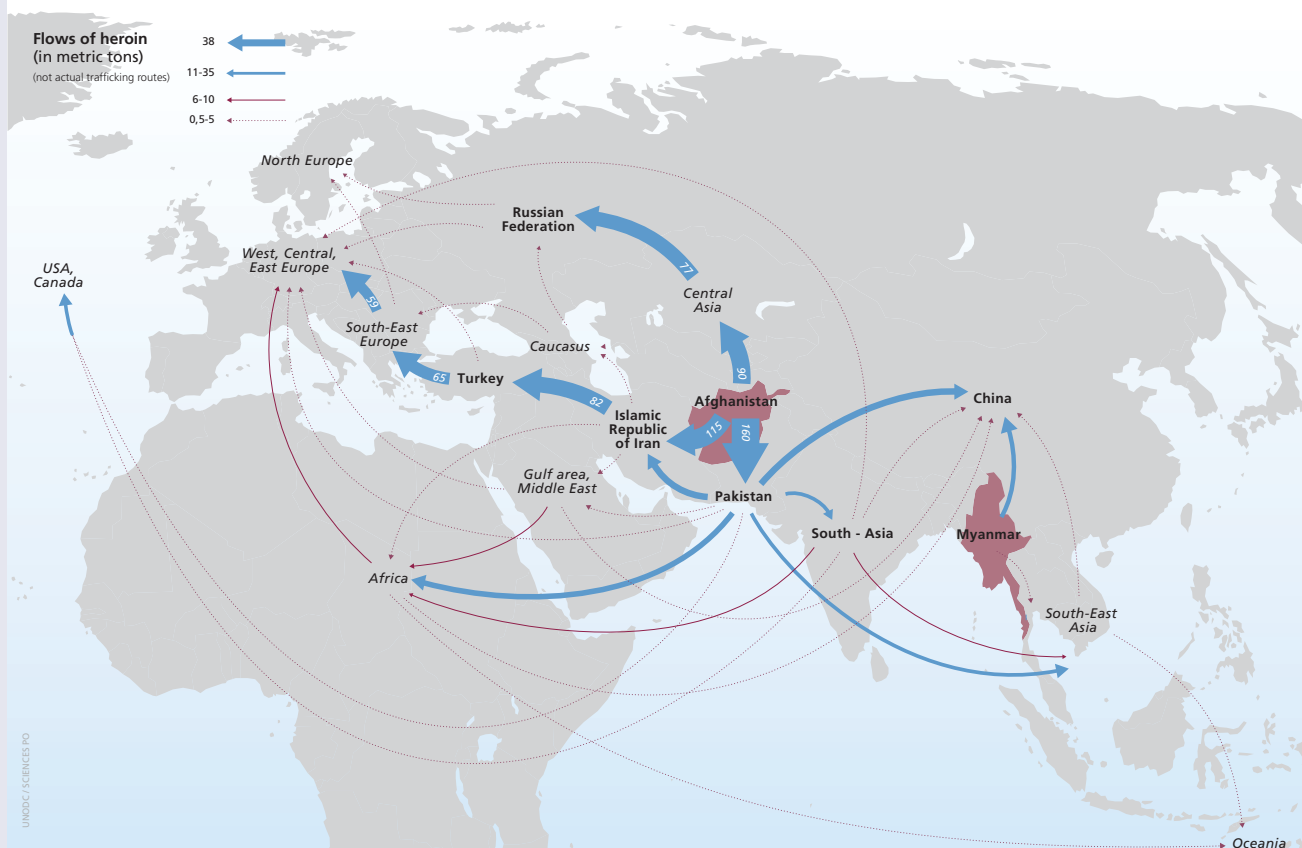 Flows of heroin
(in metric tons)
(not actual trafficking routes)
38
11-35
6-10
0,5-5
North Europe
Russian
Federation
West, Central,
East Europe
USA,
Canada
77
59
Central
Asia
South-East
Europe
Caucasus
65
Turkey
82
90
Afghanistan
China
Islamic
Republic
of Iran
115
160
Gulf area,
Middle East
Pakistan
South - Asia
Myanmar
Africa
South-East
Asia
UNODC / SCIENCES PO
Oceania